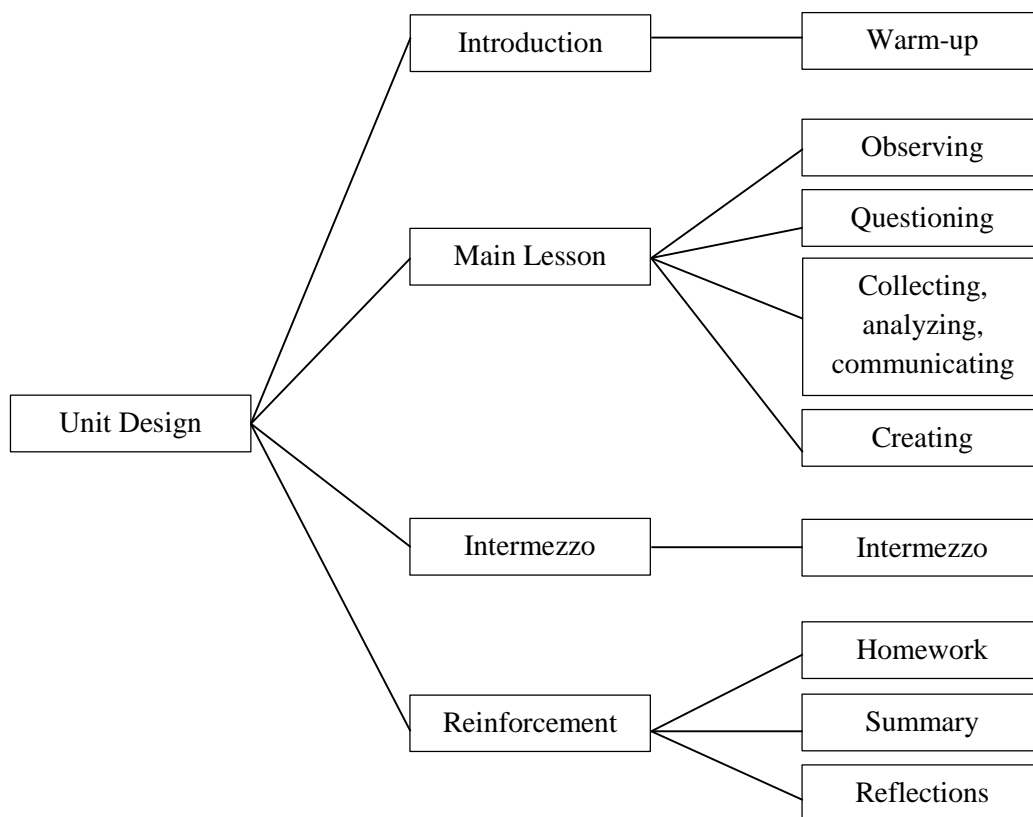 Introduction
Warm-up
Observing
Questioning
Main Lesson
Collecting,
analyzing,
communicating
Unit Design
Creating
Intermezzo
Intermezzo
Homework
Reinforcement
Summary
Reflections